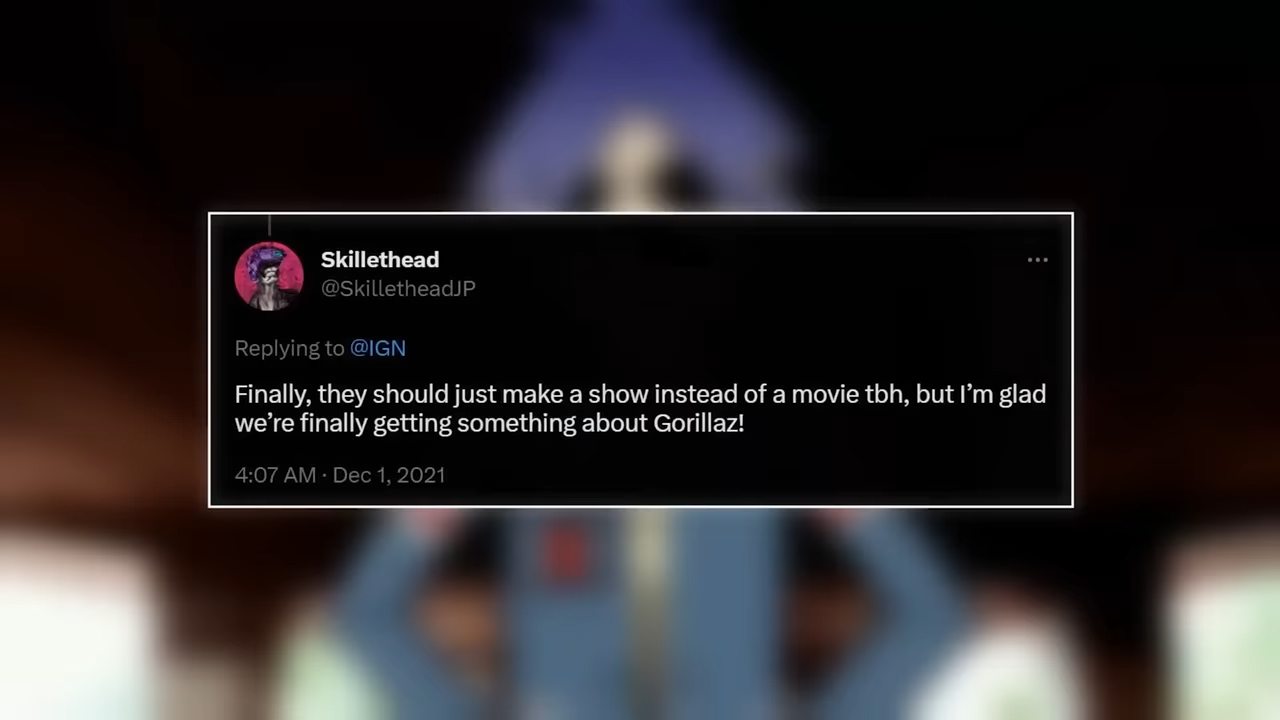 Skillethead
@SkilletheadJP
Replying to @IGN
Finally, they should just make a show instead of a movie tbh, but I’m glad
we’re finally getting something about Gorillaz!
4:07 AM · Dec 1, 2021